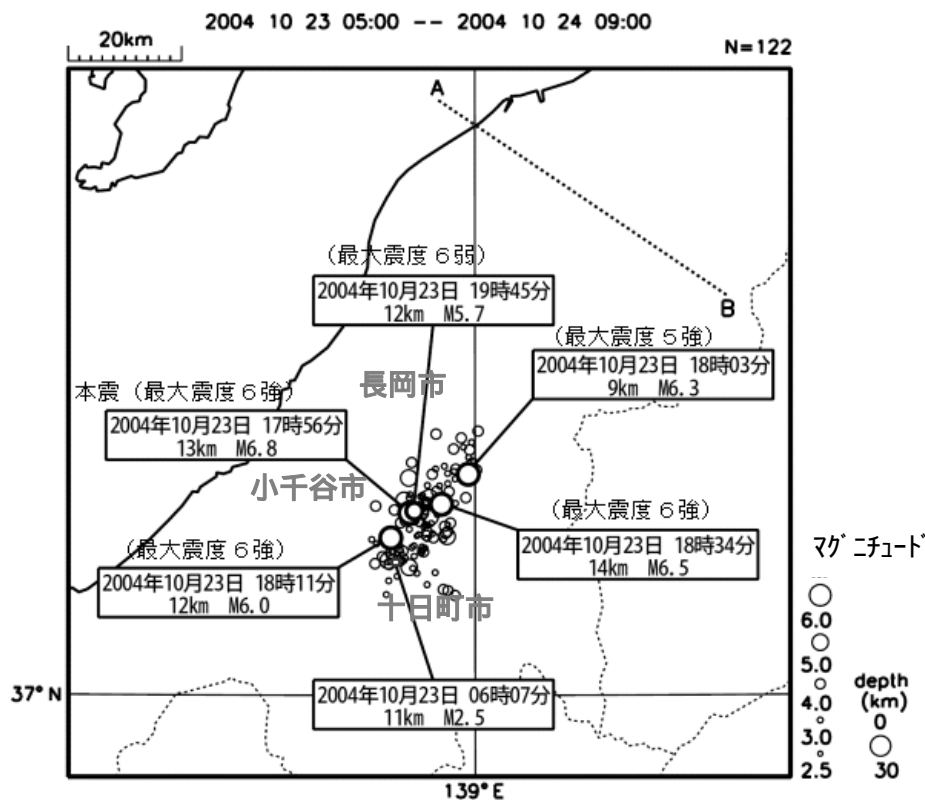 2004 10 23 05:00 -- 2004 10 24 09:00
20km
N=122
A
B
（最大震度６弱）
2004年10月23日 19時45分
12km M5.7
（最大震度５強）
2004年10月23日 18時03分
9km M6.3
長岡市
本震（最大震度６強）
2004年10月23日 17時56分
13km M6.8
小千谷市
（最大震度６強）
2004年10月23日 18時34分
14km M6.5
（最大震度６強）
2004年10月23日 18時11分
12km M6.0
十日町市
2004年10月23日 06時07分
11km M2.5
37°N
139°E
ﾏｸﾞﾆﾁｭｰﾄﾞ
6.0
5.0
4.0
3.0
2.5
depth
(km)
0
30